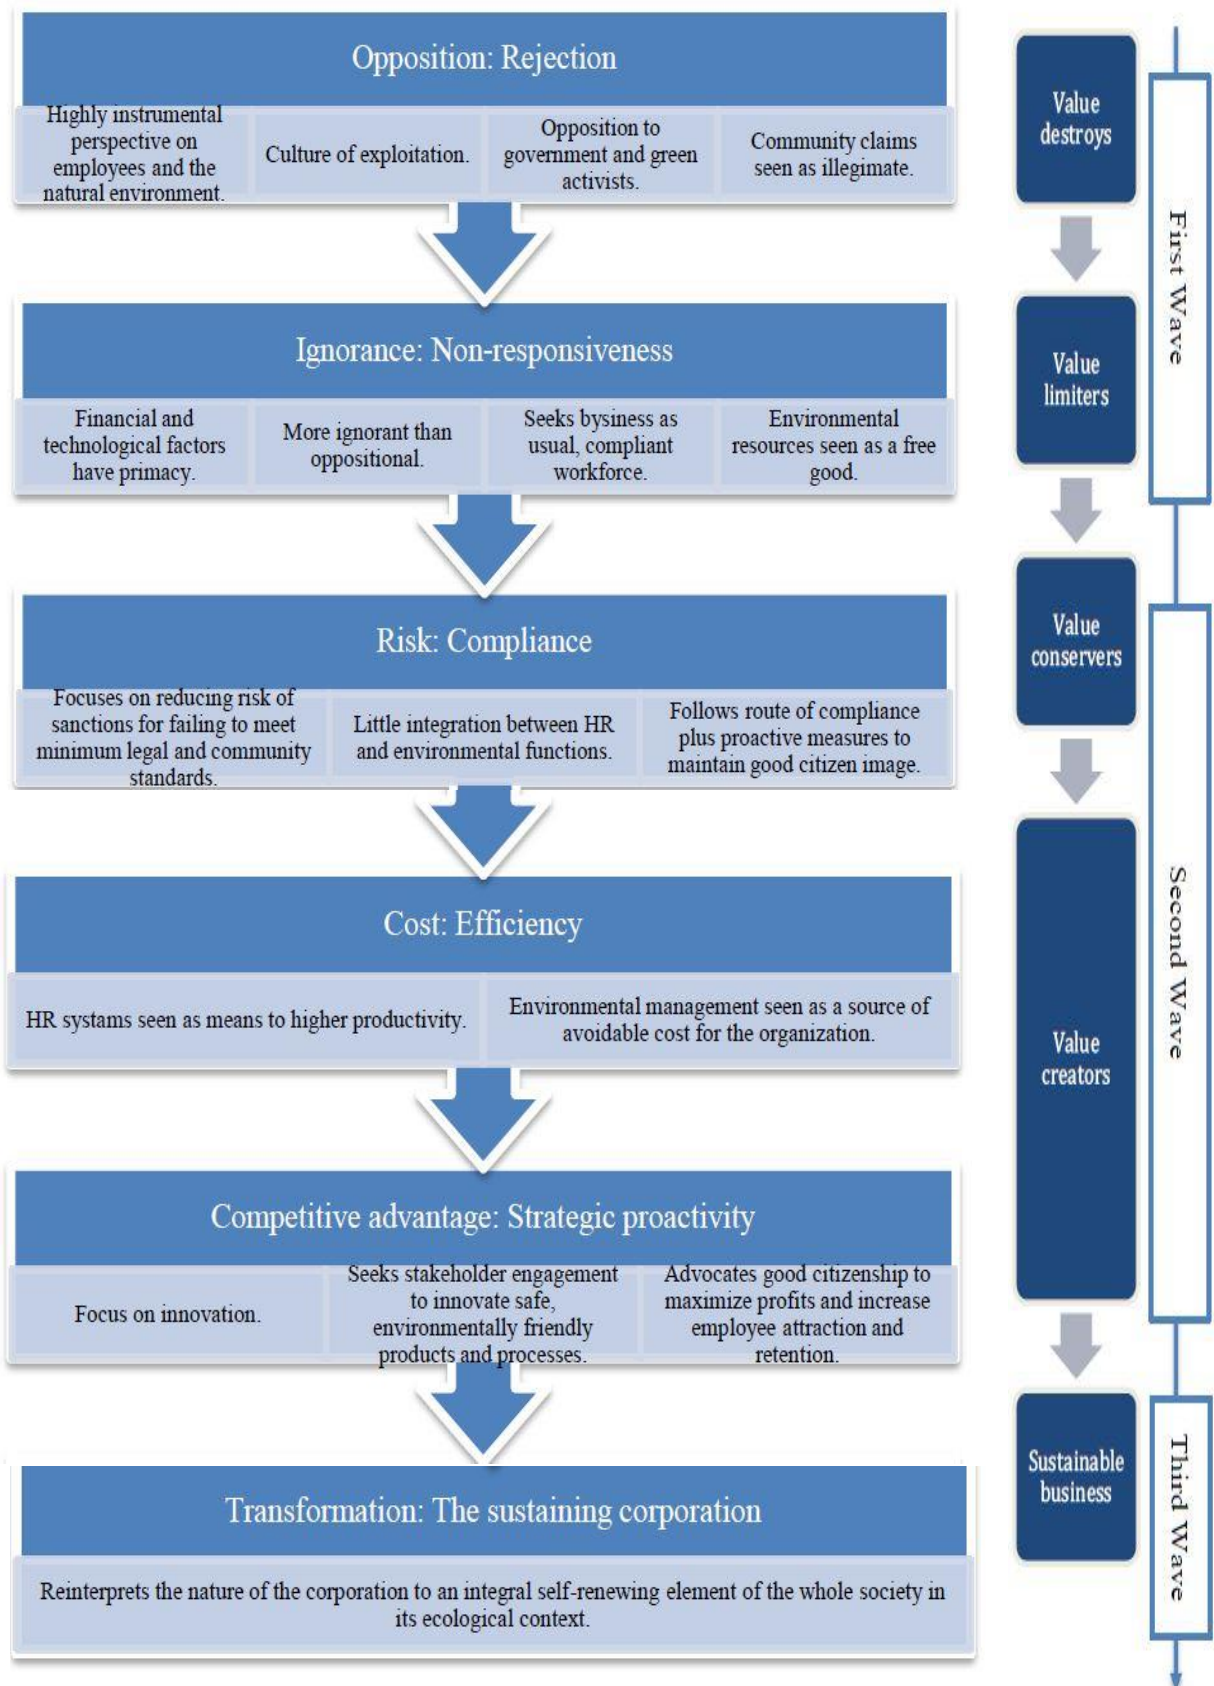 Opposition: Rejection
Highly instrumental
perspective on
employees and the
natural environment.
Culture of exploitation.
Opposition to
government and green
activists.
Community claims
seen as illegimate.
Ignorance: Non-responsiveness
Financial and
technological factors
have primacy.
More ignorant than
oppositional.
Seeks bysiness as
usual, compliant
workforce.
Environmental
resources seen as a free
good.
Risk: Compliance
Focuses on reducing risk of
sanctions for failing to meet
minimum legal and community
standards.
Little integration between HR
and environmental functions.
Follows route of compliance
plus proactive measures to
maintain good citizen image.
Cost: Efficiency
HR systams seen as means to higher productivity.
Environmental management seen as a source of
avoidable cost for the organization.
Competitive advantage: Strategic proactivity
Focus on innovation.
Seeks stakeholder engagement
to innovate safe,
environmentally friendly
products and processes.
Advocates good citizenship to
maximize profits and increase
employee attraction and
retention.
Transformation: The sustaining corporation
Reinterprets the nature of the corporation to an integral self-renewing element of the whole society in
its ecological context.
Value
destroys
Value
limiters
Value
conservers
Value
creators
Sustainable
business
First Wave
Second Wave
Third Wave